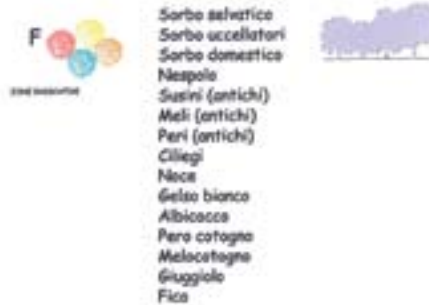 F
Sorbo selvatico
Sorbo uccellatori
Sorbo domestico
Nespolo
Susini (antichi)
Meli (antichi)
Peri (antichi)
Ciliegi
Noce
Gelso bianco
Albicocco
Pero cotogno
Melocotogno
Giuggiolo
Fico